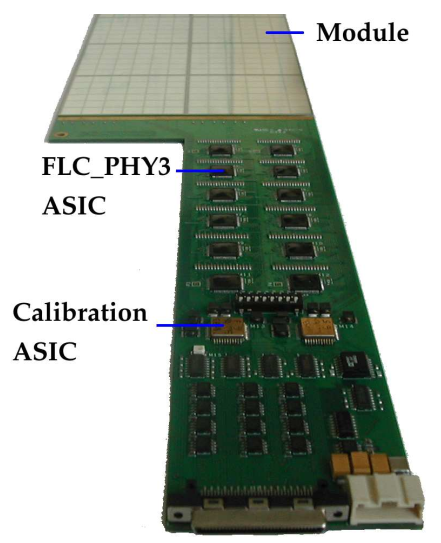 Module
FLC_PHY3
ASIC
Calibration
ASIC